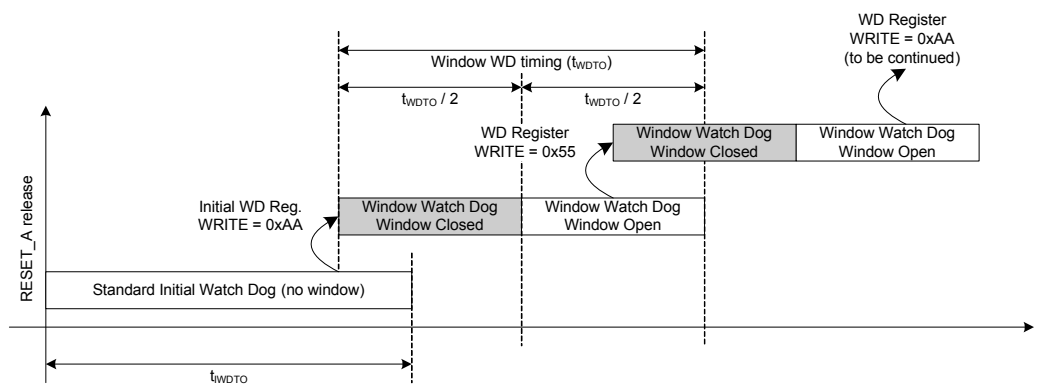 WD Register
WRITE = 0xAA
(to be continued)
Window WD timing (tWDTO)
tWDTO / 2
tWDTO / 2
WD Register
WRITE = 0x55
Window Watch Dog
Window Closed
Window Watch Dog
Window Open
Initial WD Reg.
WRITE = 0xAA
Window Watch Dog
Window Closed
Window Watch Dog
Window Open
RESET_A release
Standard Initial Watch Dog (no window)
tIWDTO